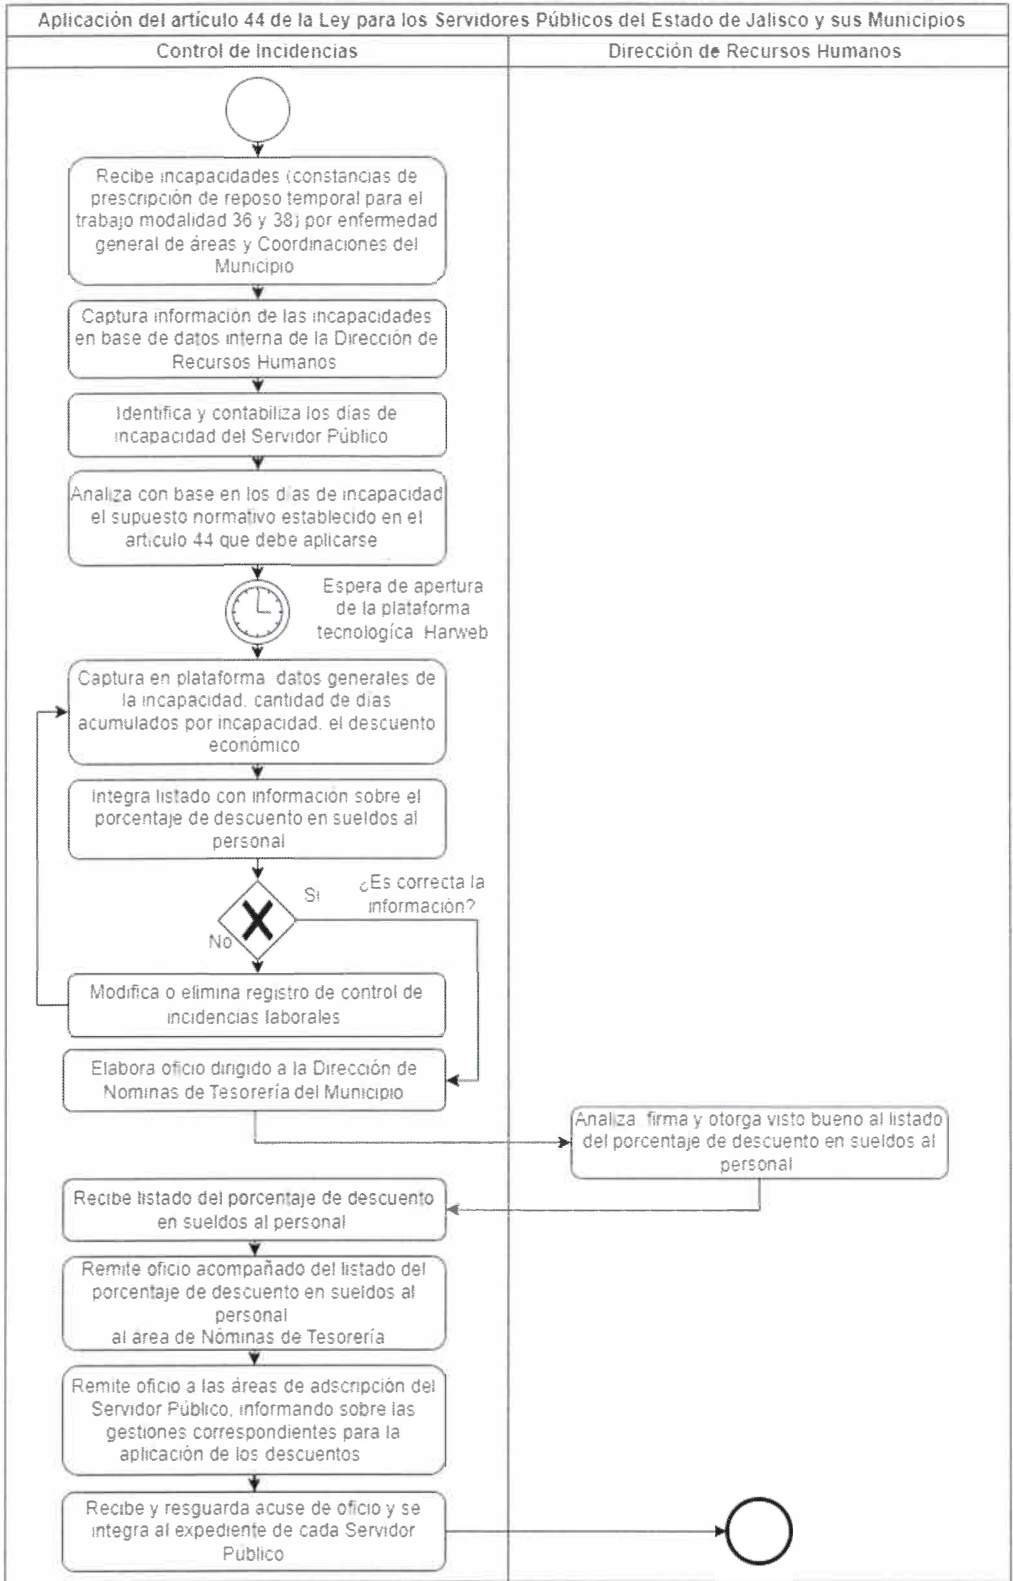 Aplicación del artículo 44 de la Ley para los Servidores Públicos del Estado de Jalisco y sus Municipios
Control de Incidencias
Dirección de Recursos Humanos
Recibe incapacidades (constancias de
prescripción de reposo temporal para el
trabajo modalidad 36 y 38) por enfermedad
general de áreas y Coordinaciones del
Municipio
Captura información de las incapacidades
en base de datos interna de la Dirección de
Recursos Humanos
Identifica y contabiliza los días de
incapacidad del Servidor Público
Analiza con base en los días de incapacidad
el supuesto normativo establecido en el
artículo 44 que debe aplicarse
Espera de apertura
de la plataforma
tecnologíca Harweb
Captura en plataforma datos generales de
la incapacidad, cantidad de días
acumulados por incapacidad, el descuento
económico
Integra listado con información sobre el
porcentaje de descuento en sueldos al
personal
¿Es correcta la
información?
Si
No
Modifica o elimina registro de control de
incidencias laborales
Elabora oficio dirigido a la Dirección de
Nominas de Tesorería del Municipio
Analiza firma y otorga visto bueno al listado
del porcentaje de descuento en sueldos al
personal
Recibe listado del porcentaje de descuento
en sueldos al personal
Remite oficio acompañado del listado del
porcentaje de descuento en sueldos al
personal
al área de Nóminas de Tesorería
Remite oficio a las áreas de adscripción del
Servidor Público, informando sobre las
gestiones correspondientes para la
aplicación de los descuentos
Recibe y resguarda acuse de oficio y se
integra al expediente de cada Servidor
Público